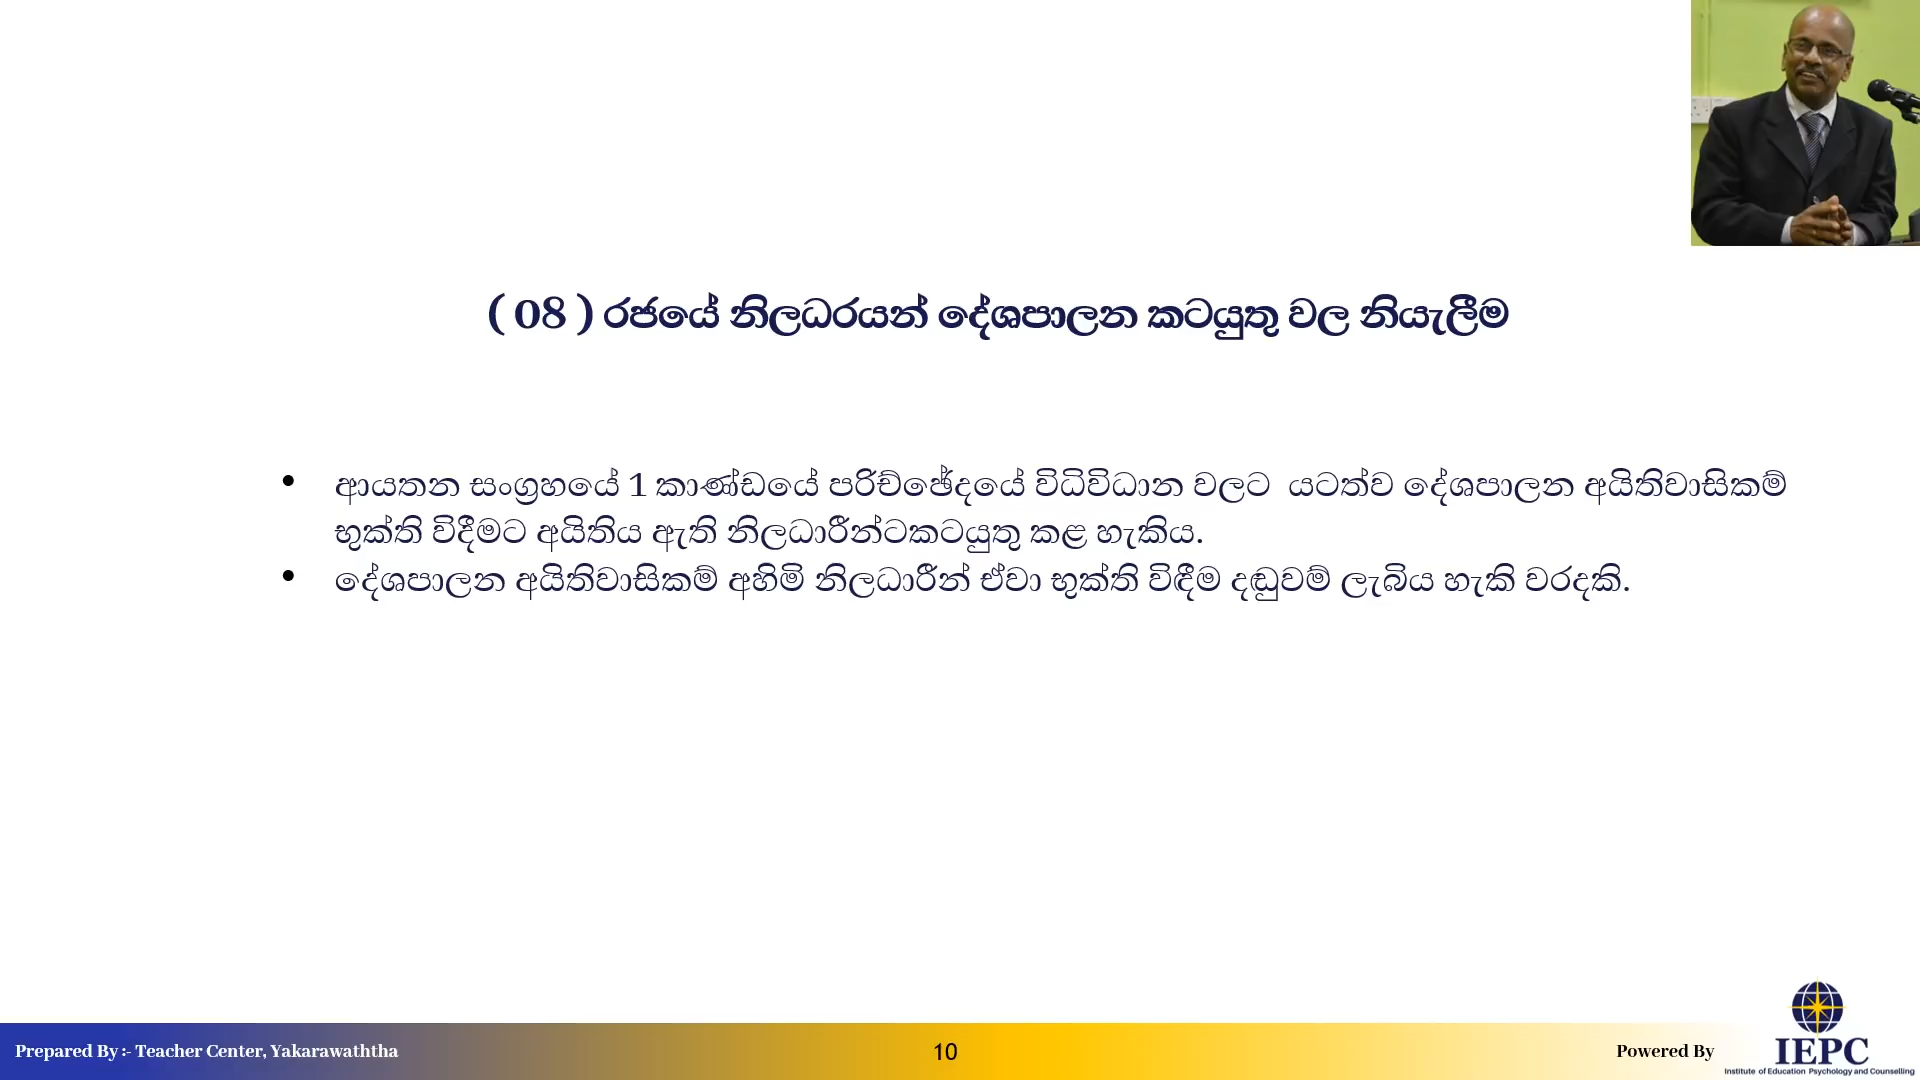 ( 08 ) රජයේ නිලධරයන් දේශපාලන කටයුතු වල නියැලීම
• ආයතන සංග්‍රහයේ 1 කාණ්ඩයේ පරිච්ඡේදයේ විධිවිධාන වලට යටත්ව දේශපාලන අයිතිවාසිකම්
භුක්ති විදීමට අයිතිය ඇති නිලධාරීන්ටකටයුතු කළ හැකිය.
• දේශපාලන අයිතිවාසිකම් අහිමි නිලධාරීන් ඒවා භුක්ති විඳීම දඬුවම් ලැබිය හැකි වරදකි.
Prepared By :- Teacher Center, Yakarawaththa
10
Powered By
IEPC
Institute of Education Psychology and Counselling